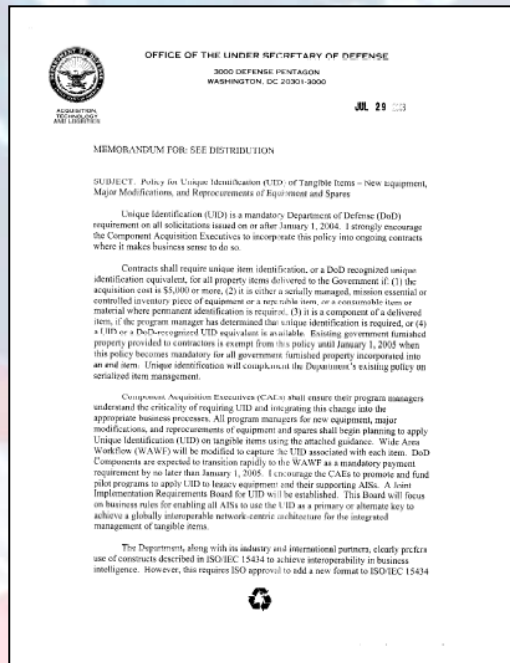 OFFICE OF THE UNDER SECRETARY OF DEFENSE
3000 DEFENSE PENTAGON
WASHINGTON, DC 20301-3000
ACQUISITION,
TECHNOLOGY
AND LOGISTICS
JUL 29
MEMORANDUM FOR: SEE DISTRIBUTION
SUBJECT: Policy for Unique Identification (UID) of Tangible Items – New Equipment,
Major Modifications, and Reprocurements of Equipment and Spares
Unique Identification (UID) is a mandatory Department of Defense (DoD)
requirement on all solicitations issued on or after January 1, 2004. I strongly encourage
the Component Acquisition Executives to incorporate this policy into ongoing contracts
where it makes business sense to do so.
Contracts shall require unique item identification, or a DoD recognized unique
identification equivalent, for all property items delivered to the Government if: (1) the
acquisition cost is $5,000 or more, (2) it is either a serially managed, mission essential or
controlled inventory piece of equipment or a reparable item, or a consumable item or
material where permanent identification is required, (3) it is a component of a delivered
item, if the program manager has determined that unique identification is required, or (4)
a UID or a DoD-recognized UID equivalent is available. Existing government furnished
property provided to contractors is exempt from this policy until January 1, 2005 when
this policy becomes mandatory for all government furnished property incorporated into
an end item. Unique identification will complement the Department's existing policy on
serialized item management.
Component Acquisition Executives (CAEs) shall ensure their program managers
understand the criticality of requiring UID and integrating this change into the
appropriate business processes. All program managers for new equipment, major
modifications, and reprocurements of equipment and spares shall begin planning to apply
Unique Identification (UID) on tangible items using the attached guidance. Wide Area
Workflow (WAWF) will be modified to capture the UID associated with each item. DoD
Components are expected to transition rapidly to the WAWF as a mandatory payment
requirement by no later than January 1, 2005. I encourage the CAEs to promote and fund
pilot programs to apply UID to legacy equipment and their supporting AISs. A Joint
Implementation Requirements Board for UID will be established. This Board will focus
on business rules for enabling all AISs to use the UID as a primary or alternate key to
achieve a globally interoperable network-centric architecture for the integrated
management of tangible items.
The Department, along with its industry and international partners, clearly prefers
use of constructs described in ISO/IEC 15434 to achieve interoperability in business
intelligence. However, this requires ISO approval to add a new format to ISO/IEC 15434